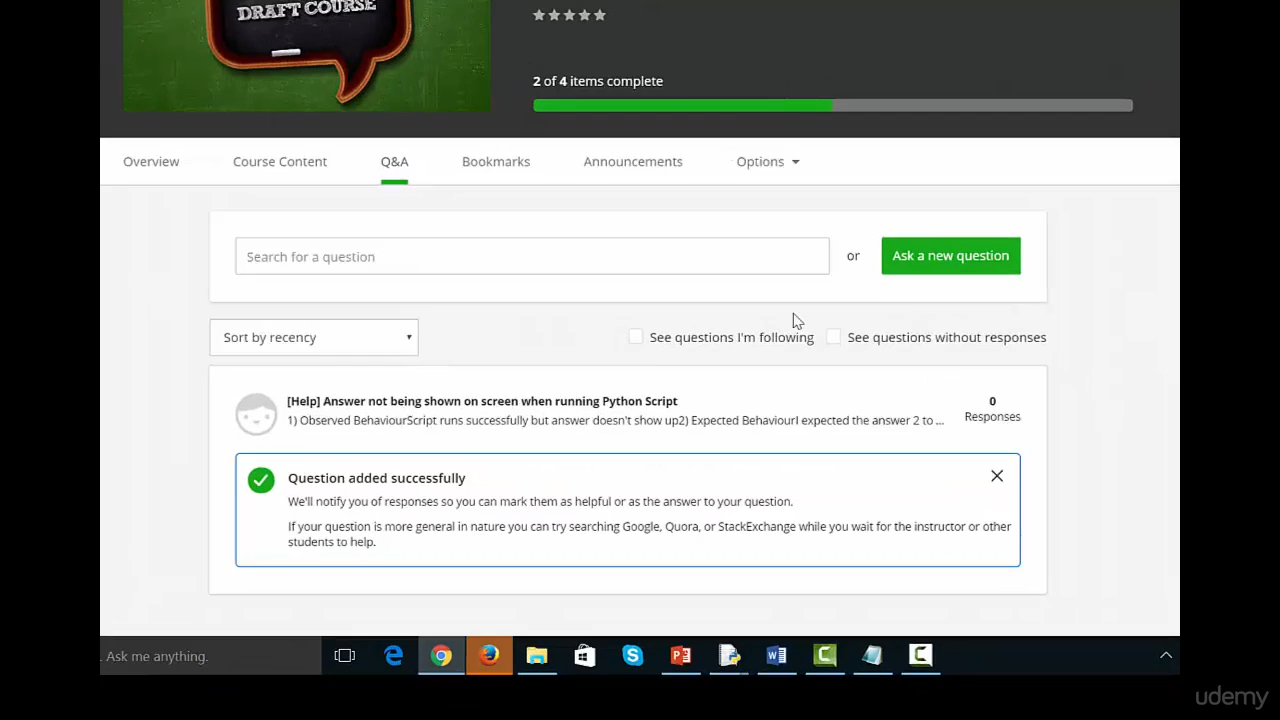 DRAFT COURSE
2 of 4 items complete
Overview Course Content Q&A Bookmarks Announcements Options
Search for a question or Ask a new question
Sort by recency See questions I'm following See questions without responses
[Help] Answer not being shown on screen when running Python Script 0
1) Observed BehaviourScript runs successfully but answer doesn't show up2) Expected BehaviourI expected the answer 2 to ... Responses
Question added successfully
We'll notify you of responses so you can mark them as helpful or as the answer to your question.
If your question is more general in nature you can try searching Google, Quora, or StackExchange while you wait for the instructor or other
students to help.
Ask me anything.
udemy